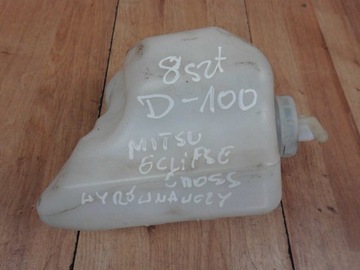 8szt
D-100
MITSU
ECLIPSE
CROSS
WYRÓWNAWCZY